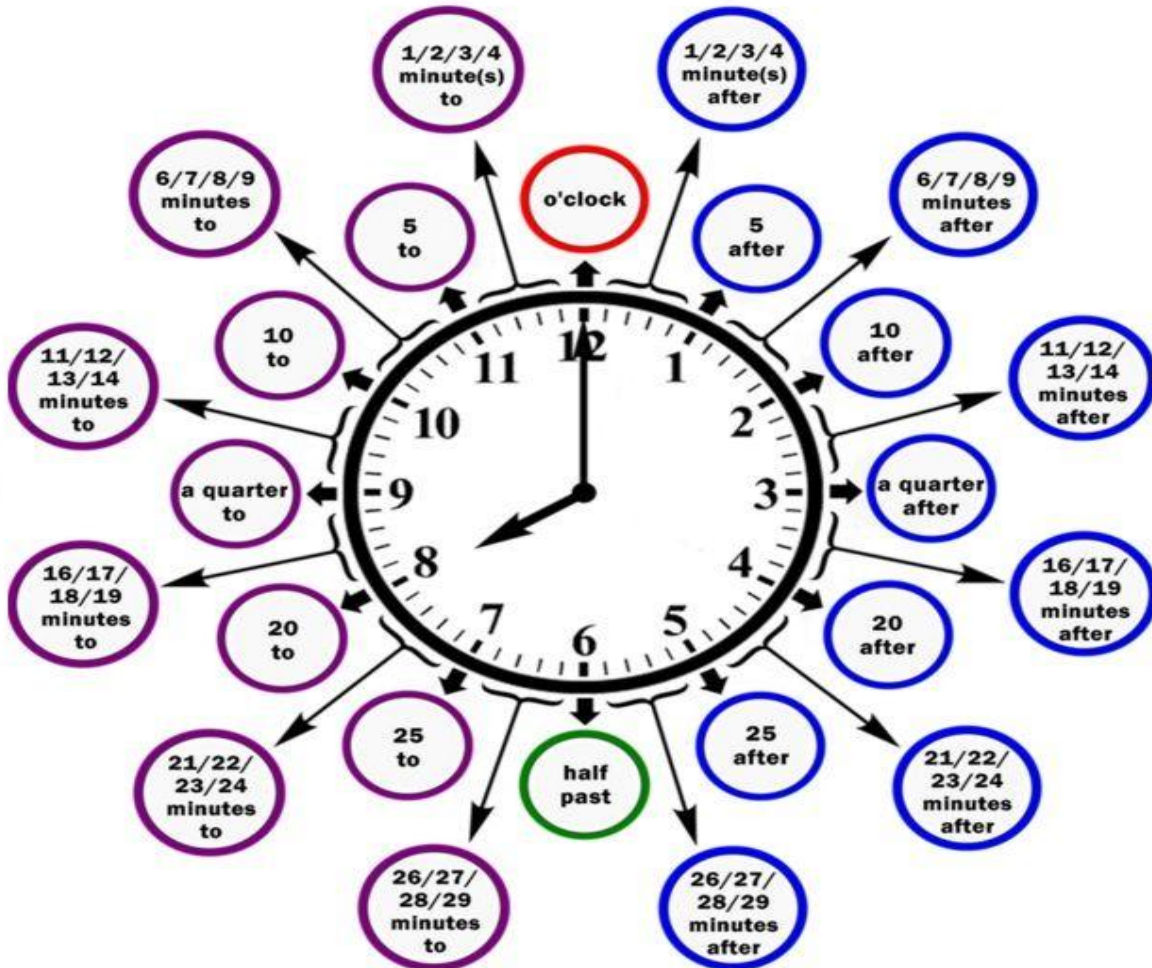 1/2/3/4
minute(s)
to
1/2/3/4
minute(s)
after
6/7/8/9
minutes
to
5
to
o'clock
5
after
6/7/8/9
minutes
after
10
to
10
after
11/12/
13/14
minutes
to
11/12/
13/14
minutes
after
a quarter
to
a quarter
after
16/17/
18/19
minutes
to
20
to
20
after
16/17/
18/19
minutes
after
21/22/
23/24
minutes
to
25
to
half
past
25
after
21/22/
23/24
minutes
after
26/27/
28/29
minutes
to
26/27/
28/29
minutes
after
12
1
2
3
4
5
6
7
8
9
10
11